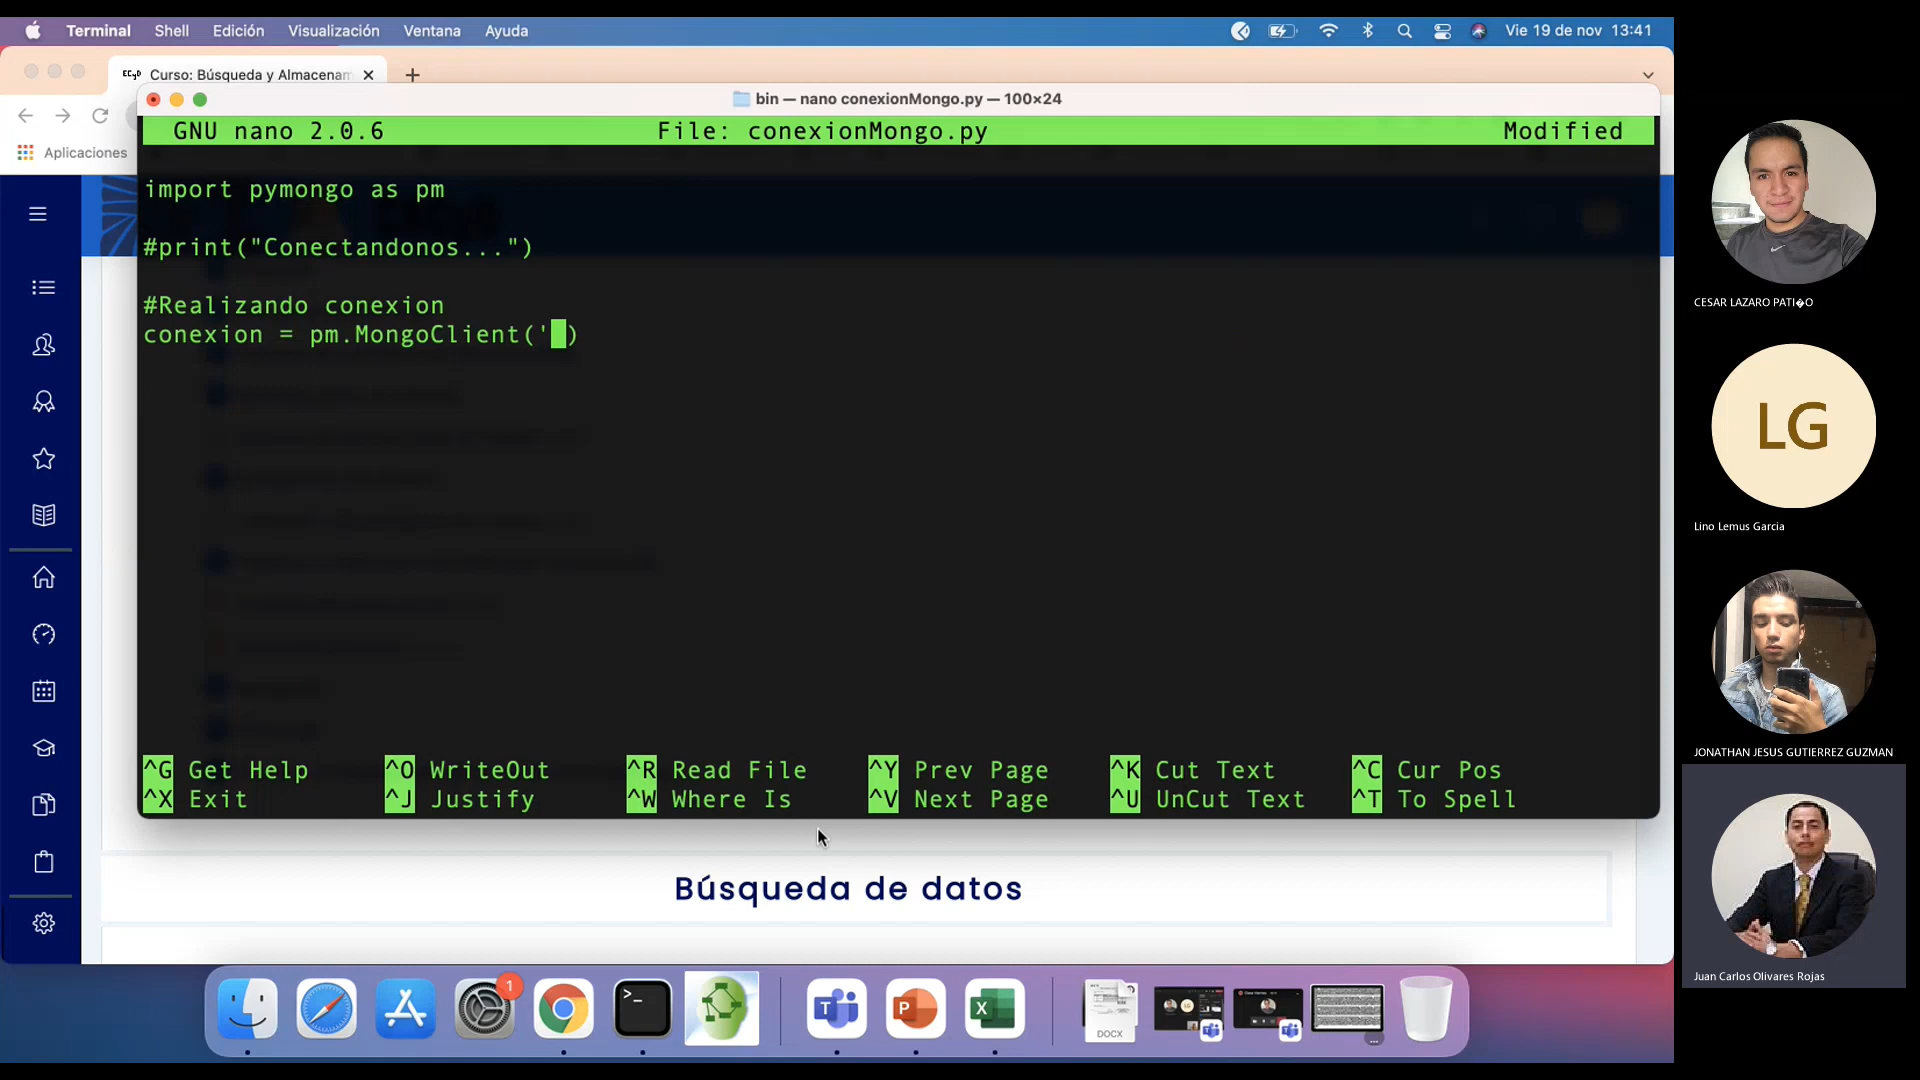 Terminal Shell Edición Visualización Ventana Ayuda Vie 19 de nov 13:41
ECyD Curso: Búsqueda y Almacenam
bin — nano conexionMongo.py — 100×24
Aplicaciones
GNU nano 2.0.6 File: conexionMongo.py Modified
import pymongo as pm
#print("Conectandonos...")
#Realizando conexion
conexion = pm.MongoClient(' )
^G Get Help ^O WriteOut ^R Read File ^Y Prev Page ^K Cut Text ^C Cur Pos
^X Exit ^J Justify ^W Where Is ^V Next Page ^U UnCut Text ^T To Spell
Búsqueda de datos
1
DOCX
CESAR LAZARO PATI�O
LG
Lino Lemus Garcia
JONATHAN JESUS GUTIERREZ GUZMAN
Juan Carlos Olivares Rojas